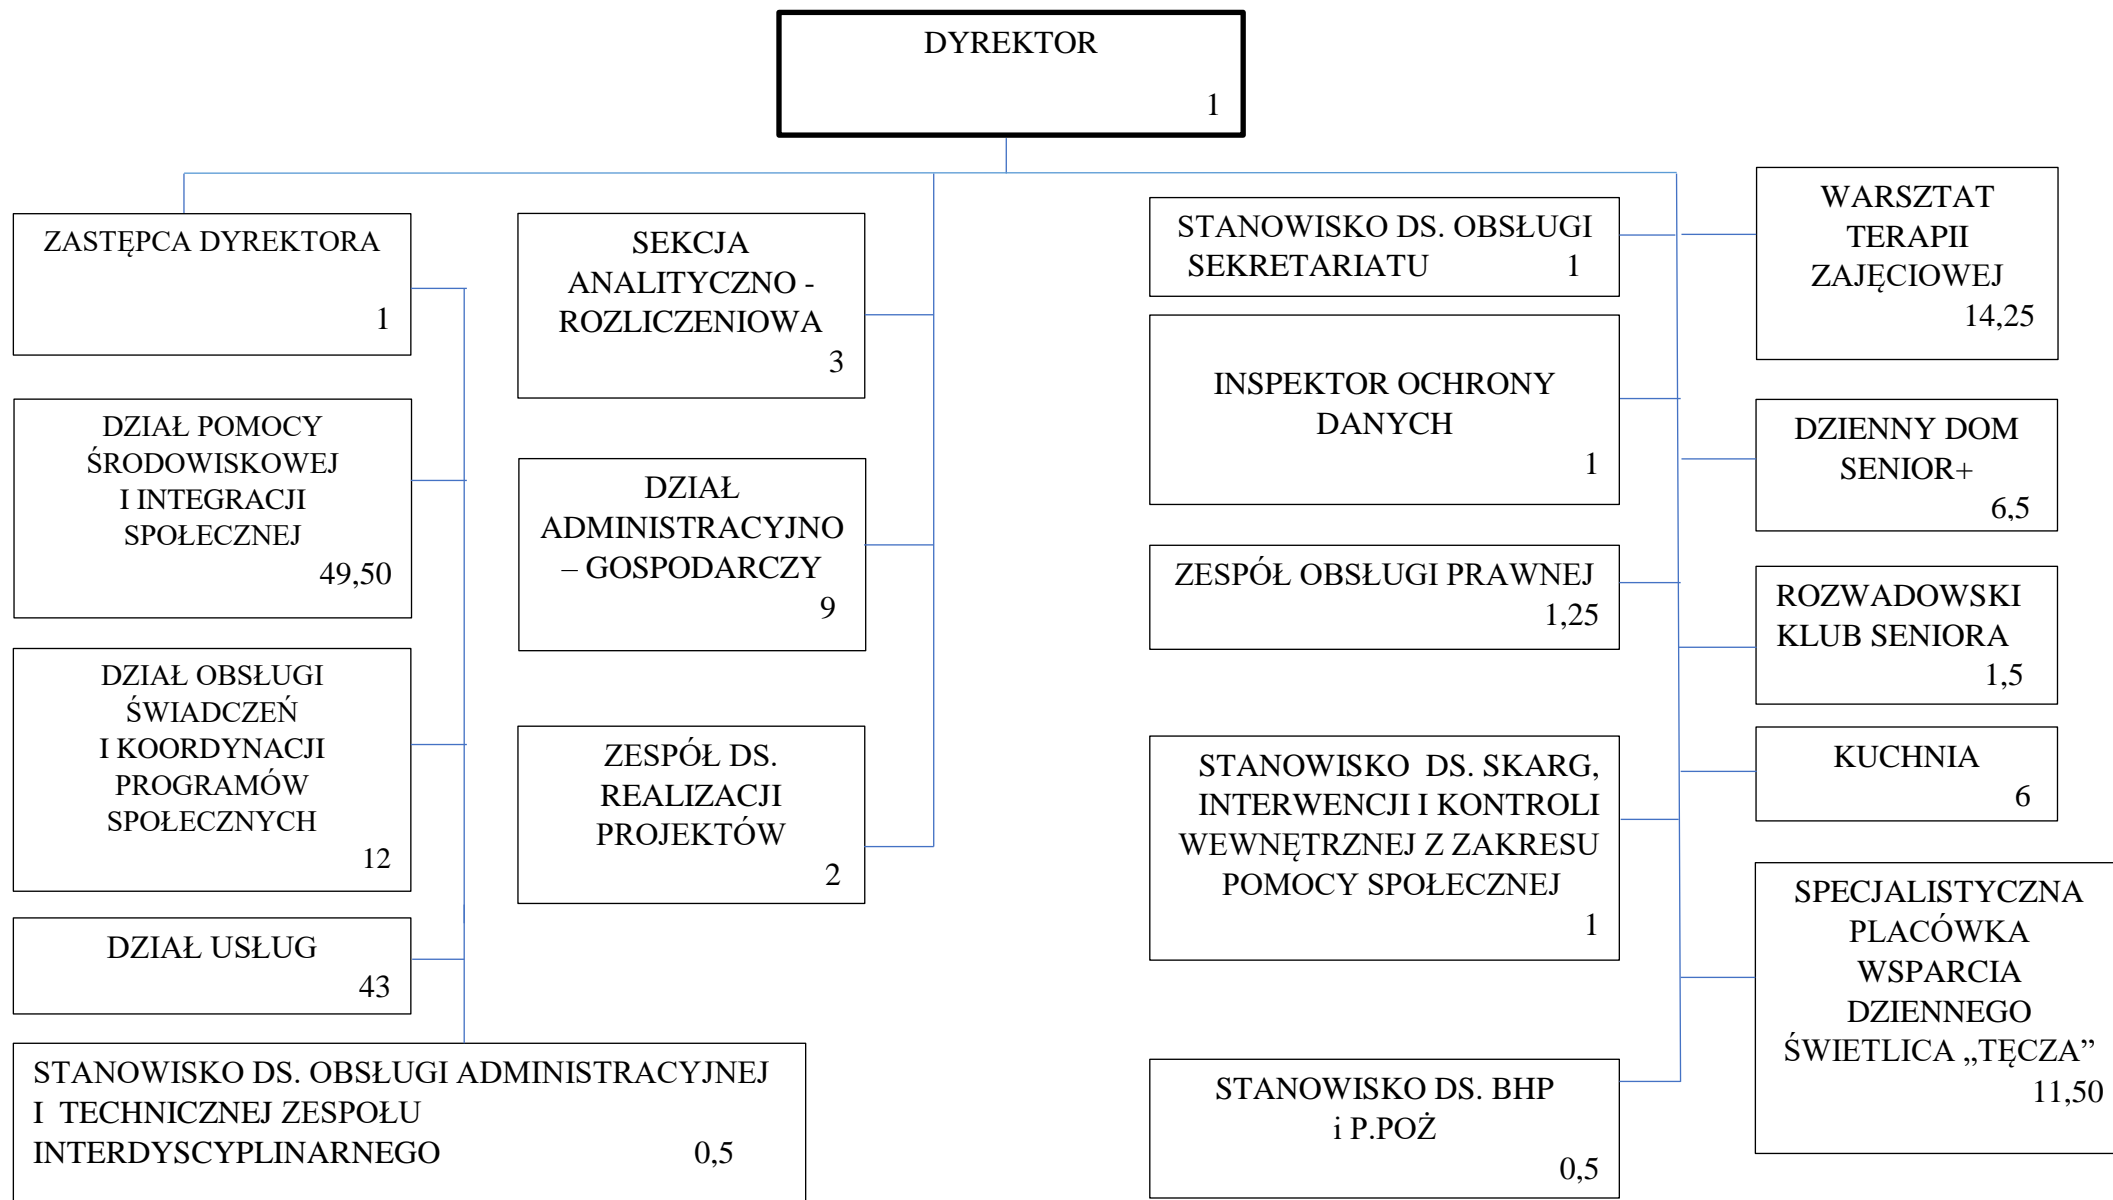 DYREKTOR
1
ZASTĘPCA DYREKTORA
1
DZIAŁ POMOCY
ŚRODOWISKOWEJ
I INTEGRACJI
SPOŁECZNEJ
49,50
DZIAŁ OBSŁUGI
ŚWIADCZEŃ
I KOORDYNACJI
PROGRAMÓW
SPOŁECZNYCH
12
DZIAŁ USŁUG
43
STANOWISKO DS. OBSŁUGI ADMINISTRACYJNEJ
I TECHNICZNEJ ZESPOŁU
INTERDYSCYPLINARNEGO 0,5
SEKCJA
ANALITYCZNO -
ROZLICZENIOWA
3
DZIAŁ
ADMINISTRACYJNO
– GOSPODARCZY
9
ZESPÓŁ DS.
REALIZACJI
PROJEKTÓW
2
STANOWISKO DS. OBSŁUGI
SEKRETARIATU 1
INSPEKTOR OCHRONY
DANYCH
1
ZESPÓŁ OBSŁUGI PRAWNEJ
1,25
STANOWISKO DS. SKARG,
INTERWENCJI I KONTROLI
WEWNĘTRZNEJ Z ZAKRESU
POMOCY SPOŁECZNEJ
1
STANOWISKO DS. BHP
i P.POŻ
0,5
WARSZTAT
TERAPII
ZAJĘCIOWEJ
14,25
DZIENNY DOM
SENIOR+
6,5
ROZWADOWSKI
KLUB SENIORA
1,5
KUCHNIA
6
SPECJALISTYCZNA
PLACÓWKA
WSPARCIA
DZIENNEGO
ŚWIETLICA „TĘCZA”
11,50